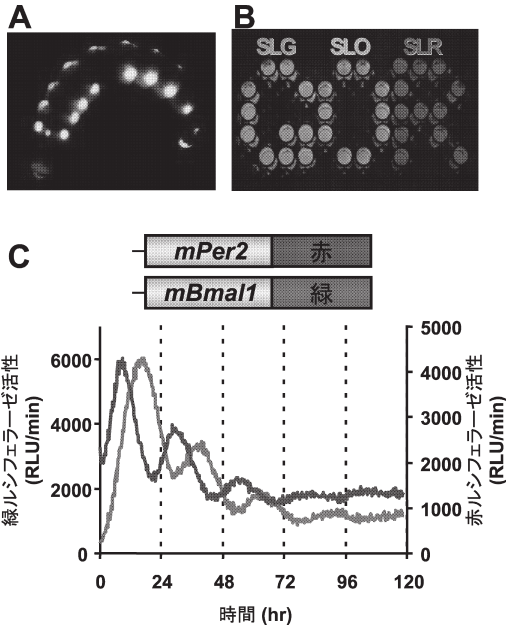 A
B
SLG SLO SLR
C
mPer2 赤
mBmal1 緑
緑ルシフェラーゼ活性
(RLU/min)
6000
4000
2000
0
5000
4000
3000
2000
1000
0
赤ルシフェラーゼ活性
(RLU/min)
0 24 48 72 96 120
時間 (hr)